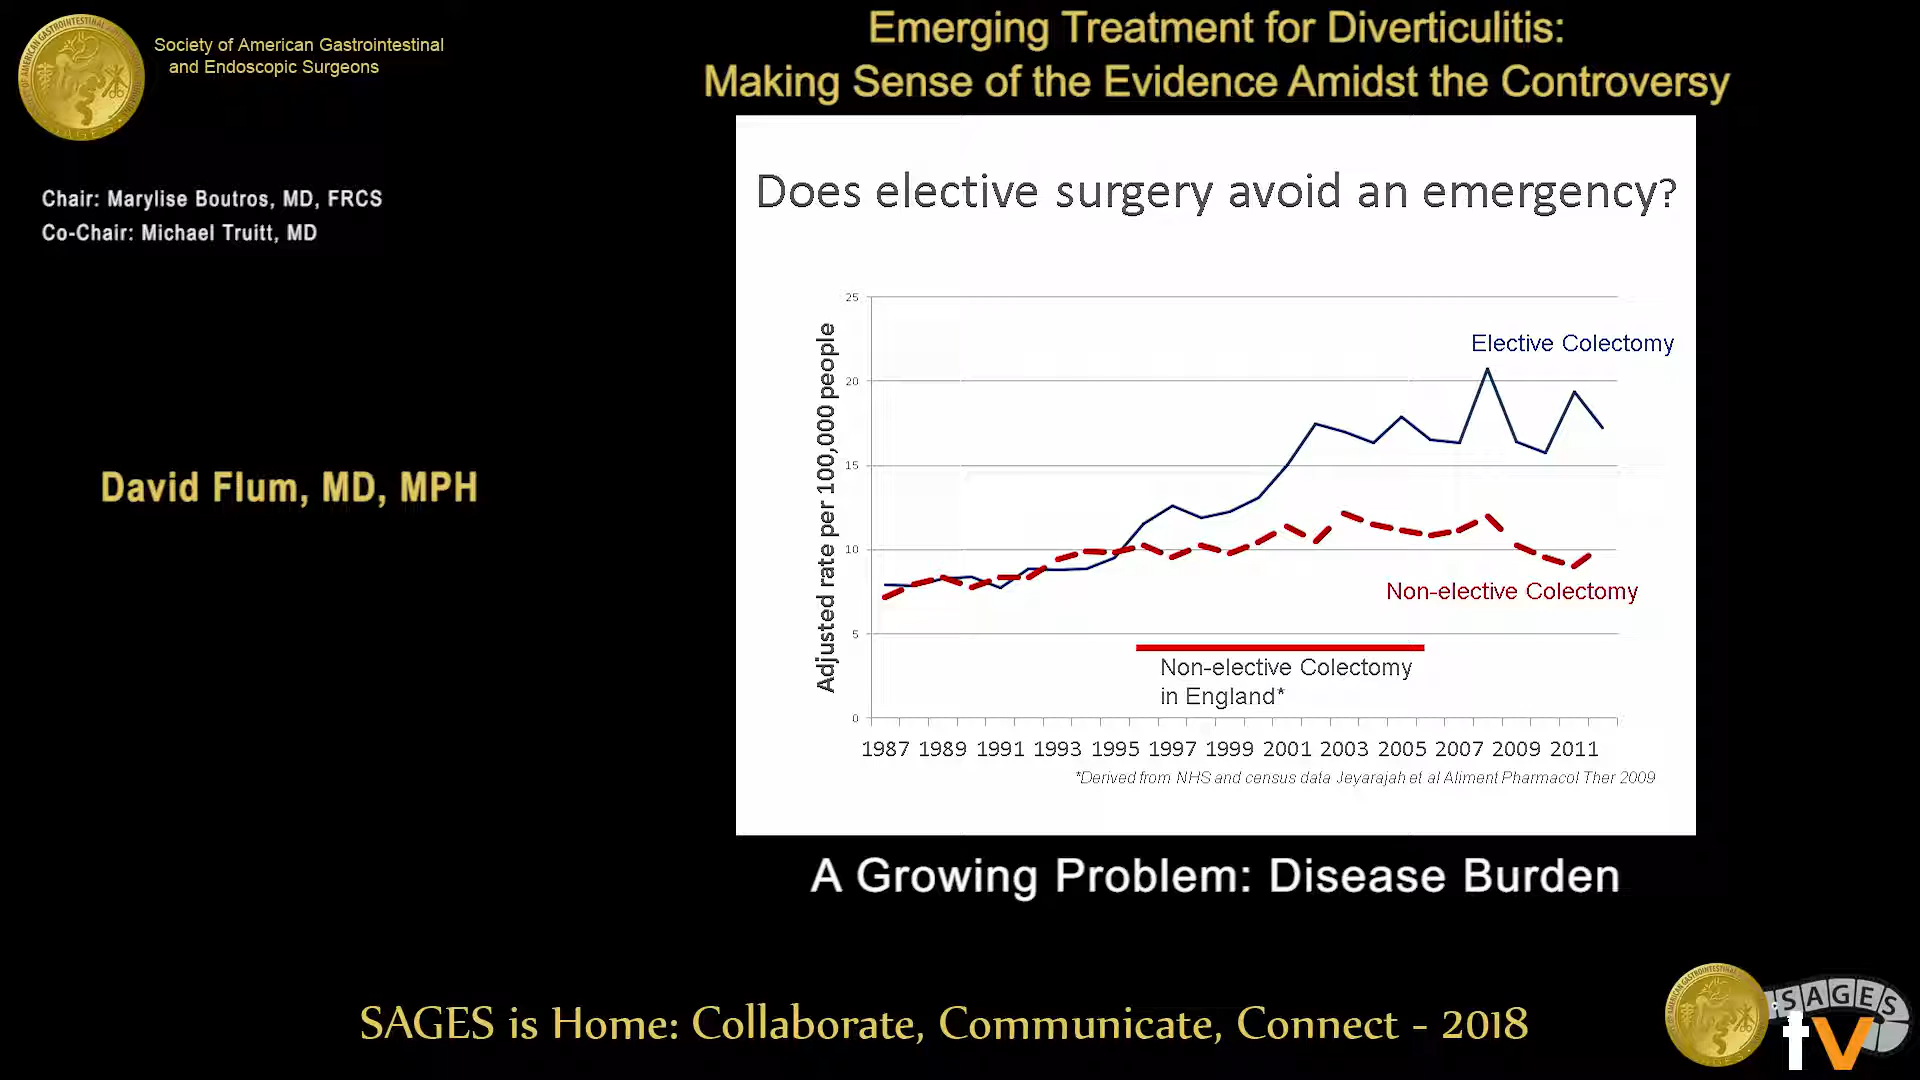 Society of American Gastrointestinal
and Endoscopic Surgeons
Emerging Treatment for Diverticulitis:
Making Sense of the Evidence Amidst the Controversy
Chair: Marylise Boutros, MD, FRCS
Co-Chair: Michael Truitt, MD
David Flum, MD, MPH
Does elective surgery avoid an emergency?
Adjusted rate per 100,000 people
25
20
15
10
5
0
Elective Colectomy
Non-elective Colectomy
Non-elective Colectomy
in England*
1987 1989 1991 1993 1995 1997 1999 2001 2003 2005 2007 2009 2011
*Derived from NHS and census data Jeyarajah et al Aliment Pharmacol Ther 2009
A Growing Problem: Disease Burden
SAGES is Home: Collaborate, Communicate, Connect - 2018
SAGES
tv